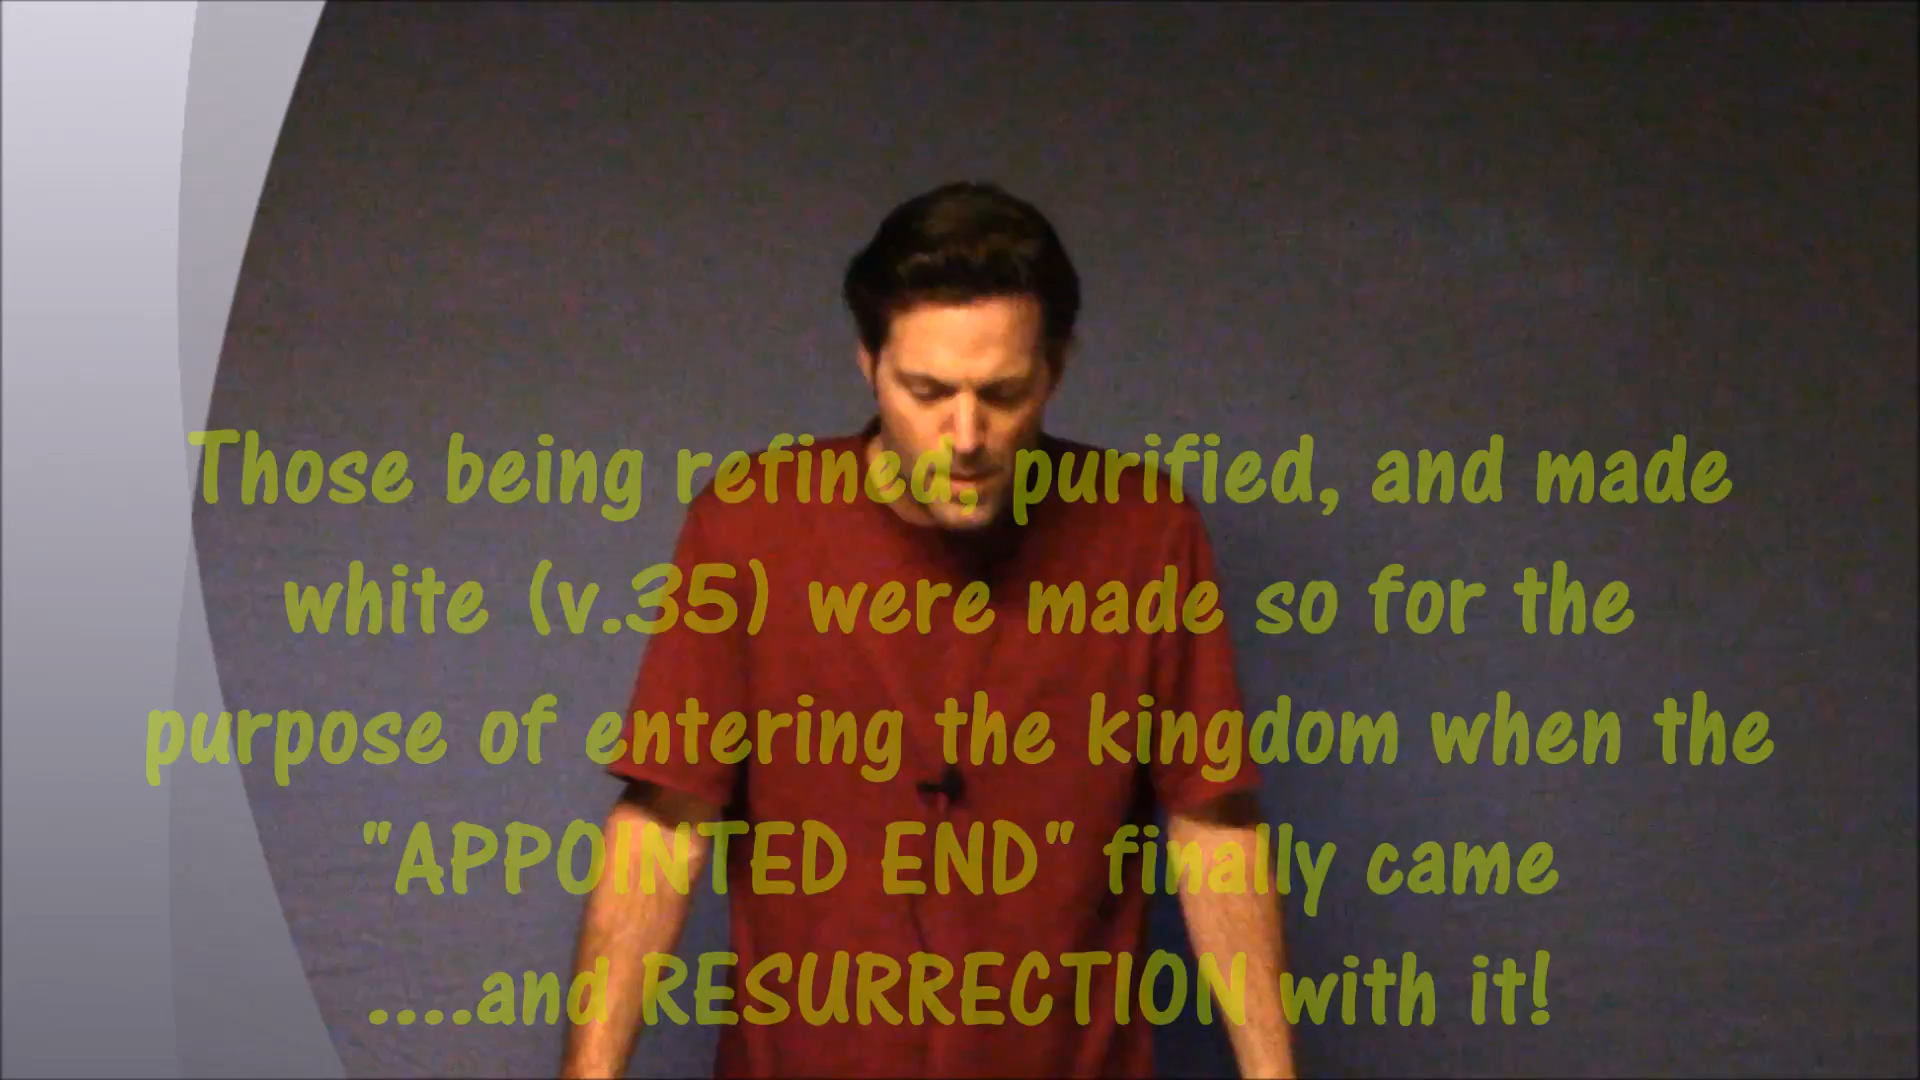 Those being refined, purified, and made
white (v.35) were made so for the
purpose of entering the kingdom when the
"APPOINTED END" finally came
....and RESURRECTION with it!